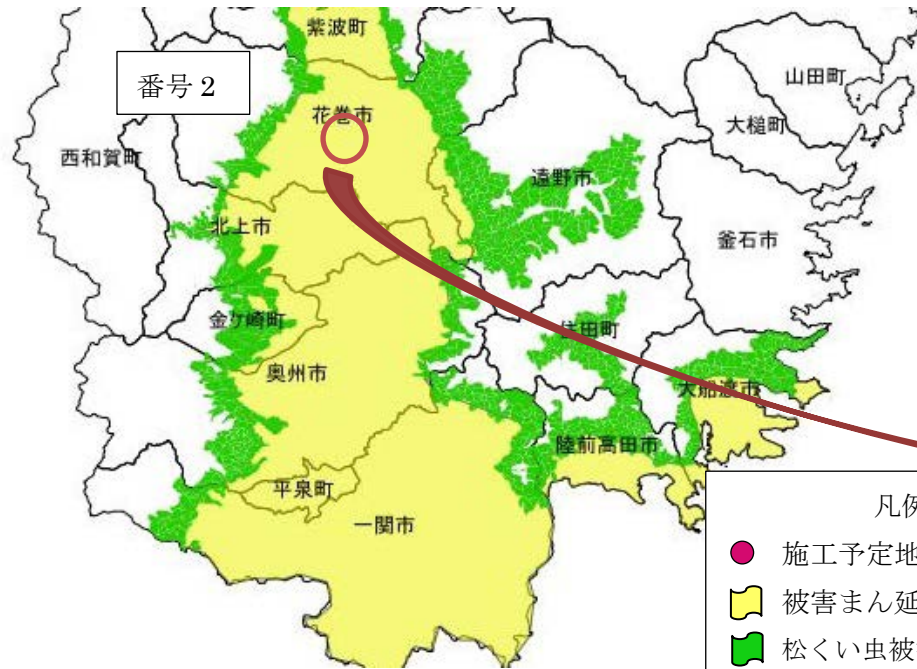 紫波町
番号2
山田町
花巻市
大槌町
西和賀町
遠野市
北上市
釜石市
金ケ崎町
住田町
奥州市
大船渡市
陸前高田市
平泉町
一関市
凡例
施工予定地
被害まん延
松くい虫被